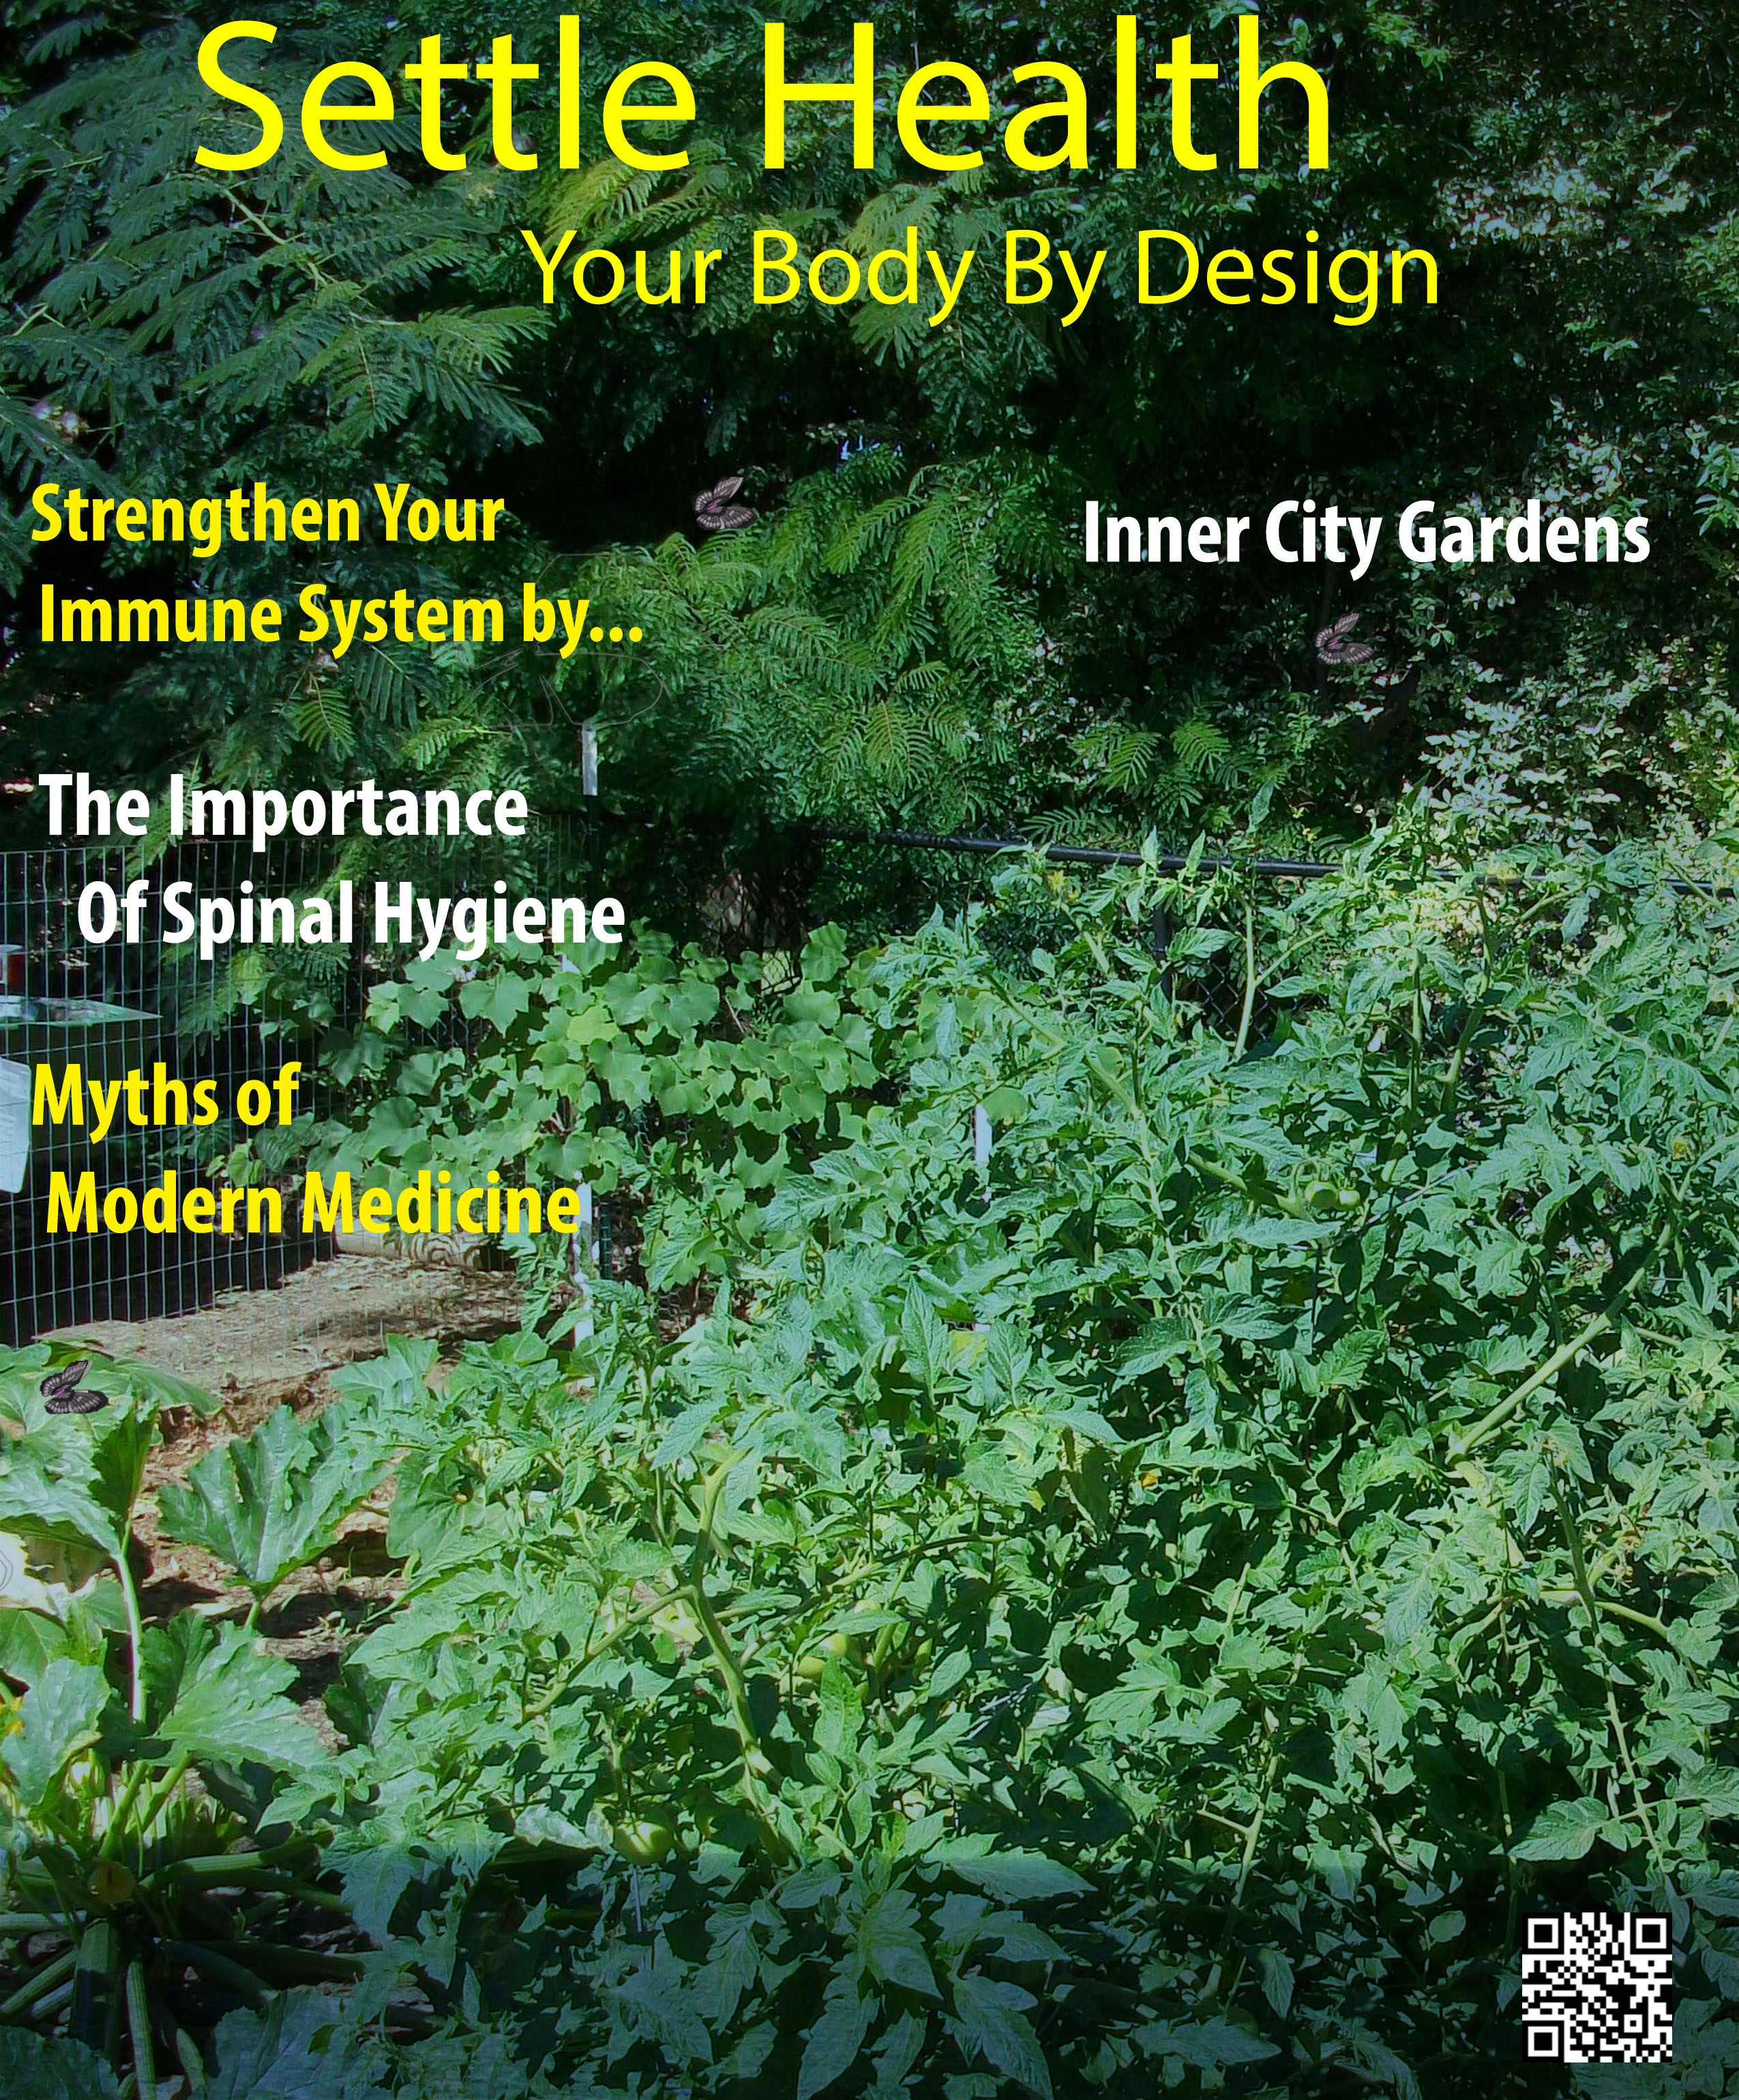 Settle Health
Your Body By Design
Strengthen Your
Immune System by...
Inner City Gardens
The Importance
Of Spinal Hygiene
Myths of
Modern Medicine